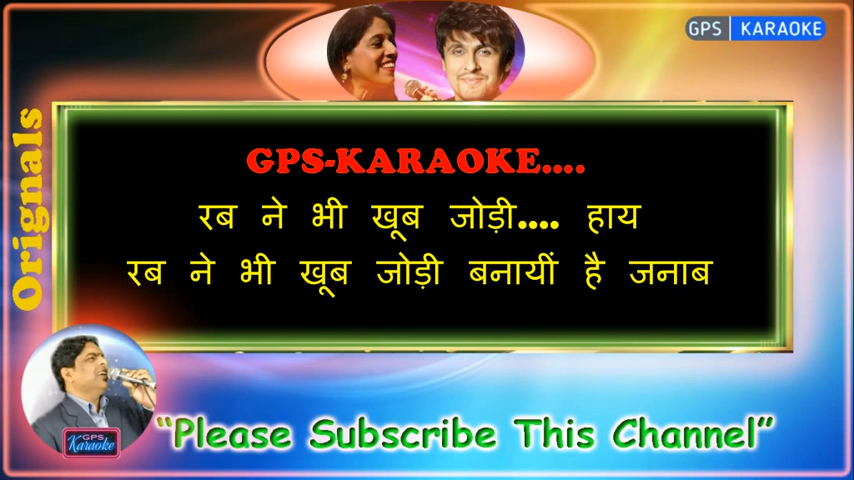 GPS | KARAOKE
Orignals
GPS-KARAOKE....
रब ने भी खूब जोड़ी.... हाय
रब ने भी खूब जोड़ी बनायीं है जनाब
GPS
Karaoke
“Please Subscribe This Channel”